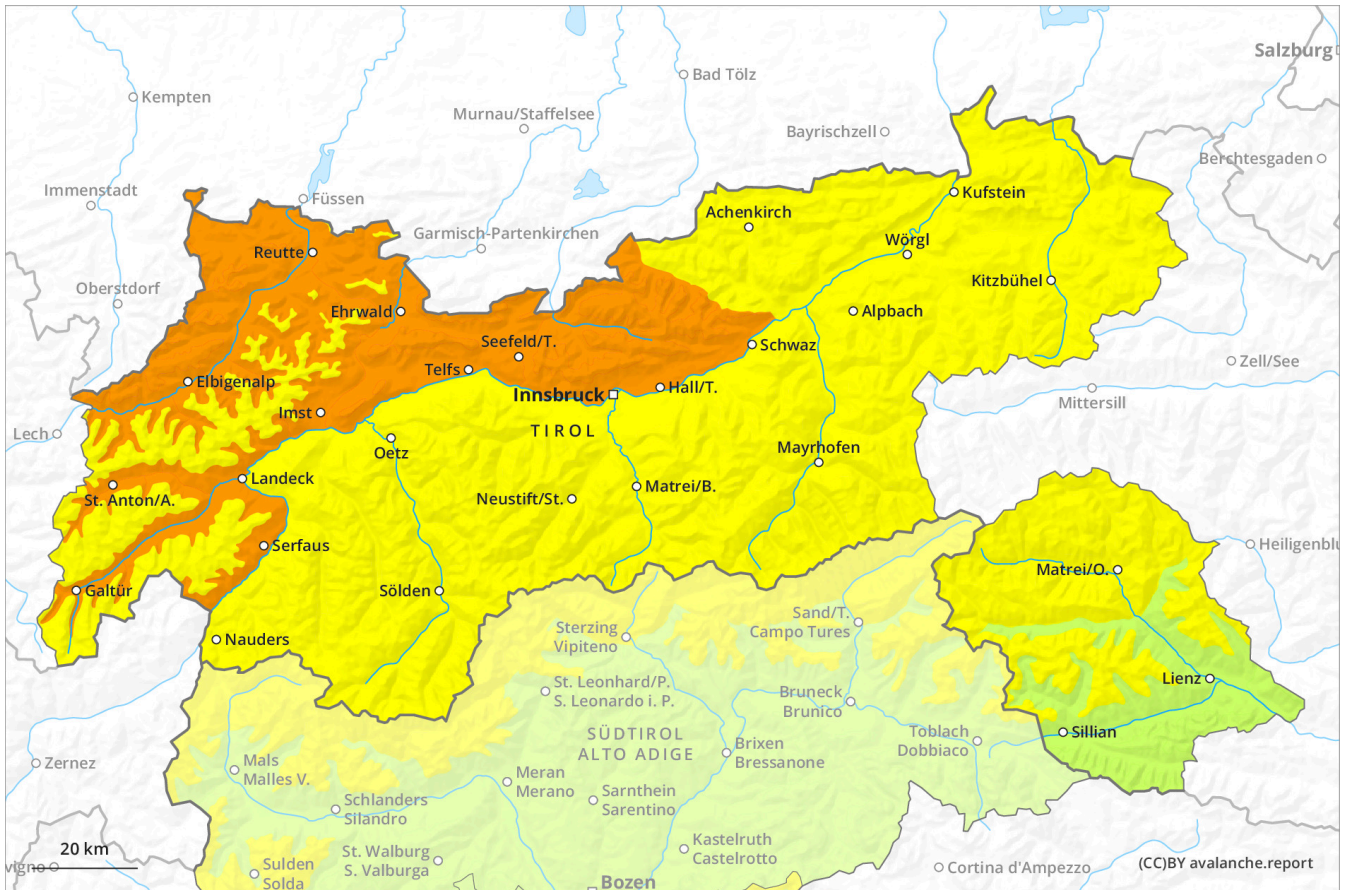 Salzburg
Bad Tölz
Kempten
Murnau/Staffelsee
Bayrischzell
Berchtesgaden
Immenstadt
Füssen
Kufstein
Achenkirch
Garmisch-Partenkirchen
Wörgl
Reutte
Kitzbühel
Oberstdorf
Ehrwald
Alpbach
Seefeld/T.
Schwaz
Zell/See
Telfs
Elbigenalp
Hall/T.
Mittersill
Innsbruck
Imst
TIROL
Lech
Oetz
Mayrhofen
Landeck
Matrei/B.
St. Anton/A.
Neustift/St.
Serfaus
Heiligenblu
Matrei/O.
Galtür
Sölden
Sand/T.
Campo Tures
Nauders
Sterzing
Vipiteno
Lienz
St. Leonhard/P.
S. Leonardo i. P.
Bruneck
Brunico
SÜDTIROL
ALTO ADIGE
Toblach
Dobbiaco
Sillian
Brixen
Bressanone
Zernez
Mals
Malles V.
Meran
Merano
Schlanders
Silandro
Sarnthein
Sarentino
Kastelruth
Castelrotto
20 km
St. Walburg
S. Valburga
vigno
Sulden
Solda
Cortina d'Ampezzo
(CC)BY avalanche.report
Bozen